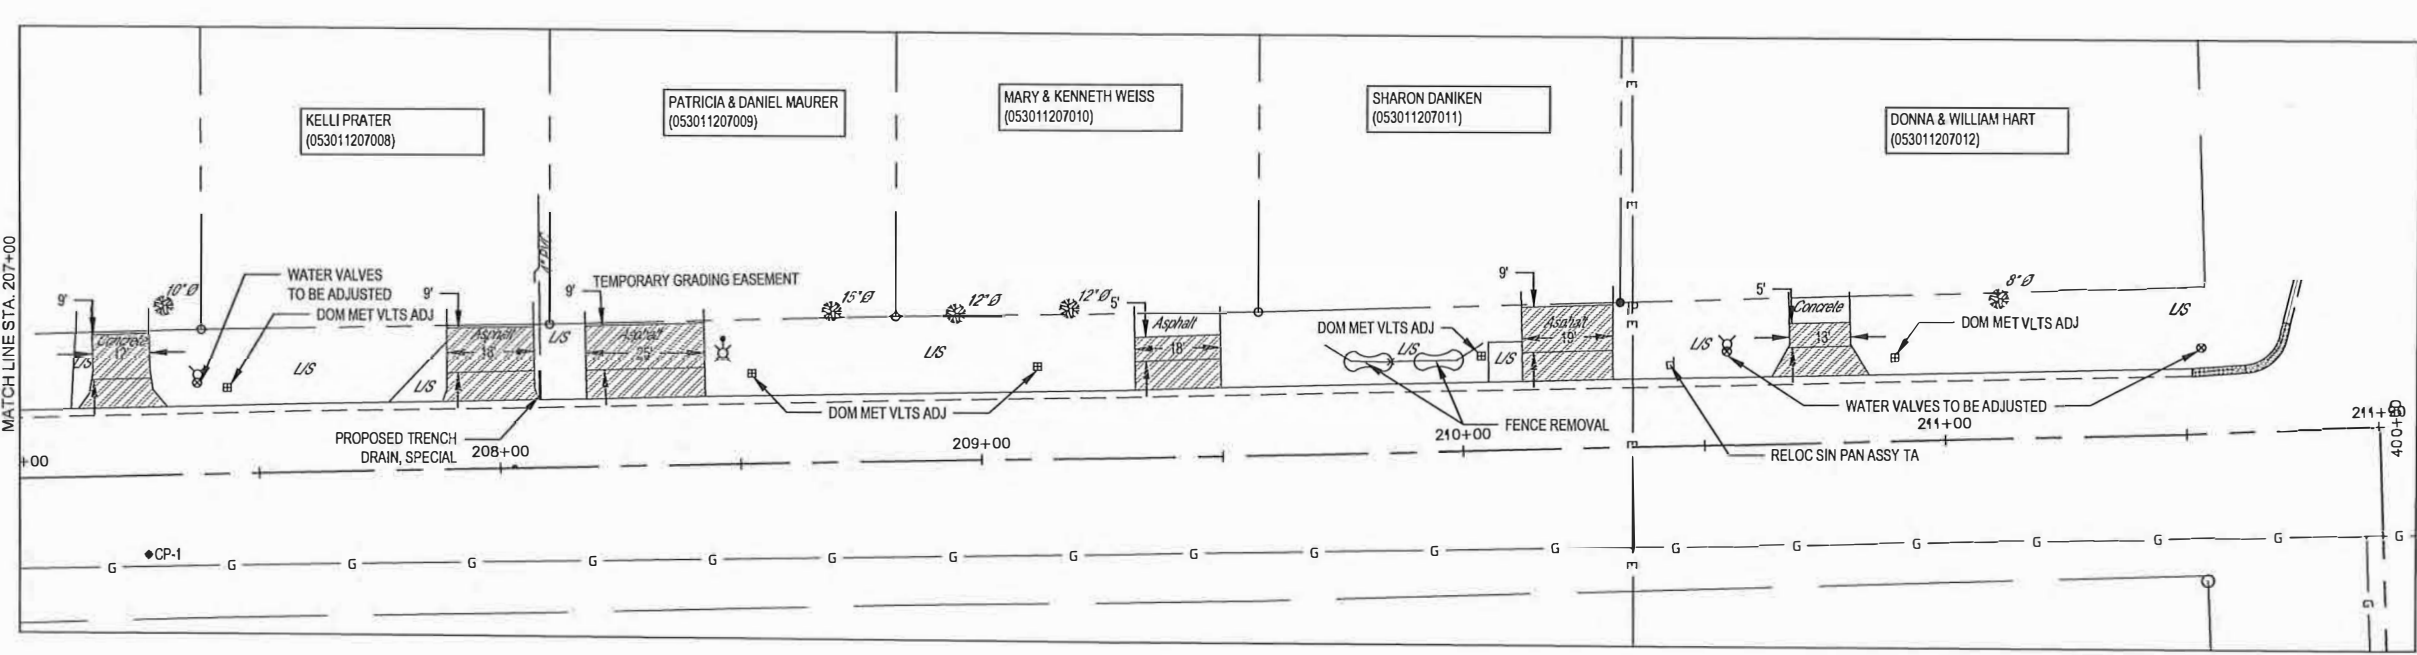 KELLI PRATER
(053011207008)
PATRICIA & DANIEL MAURER
(053011207009)
MARY & KENNETH WEISS
(053011207010)
SHARON DANIKEN
(053011207011)
DONNA & WILLIAM HART
(053011207012)
E
E
MATCH LINE STA. 207+00
9'
10"Ø
WATER VALVES
TO BE ADJUSTED
DOM MET VLTS ADJ
9'
4" PVC
9'
TEMPORARY GRADING EASEMENT
15"Ø
12"Ø
12"Ø
5'
9'
5'
8"Ø
Concrete
12'
L/S
L/S
Asphalt
18'
L/S
L/S
Asphalt
25'
L/S
Asphalt
18'
DOM MET VLTS ADJ
L/S
L/S
Asphalt
19'
E
E
L/S
Concrete
13'
DOM MET VLTS ADJ
L/S
PROPOSED TRENCH
DRAIN, SPECIAL
DOM MET VLTS ADJ
FENCE REMOVAL
WATER VALVES TO BE ADJUSTED
RELOC SIN PAN ASSY TA
+00
208+00
209+00
210+00
211+00
400+00
E
CP-1
G G G G G G G G G G G G G G G G G G G G
E
G